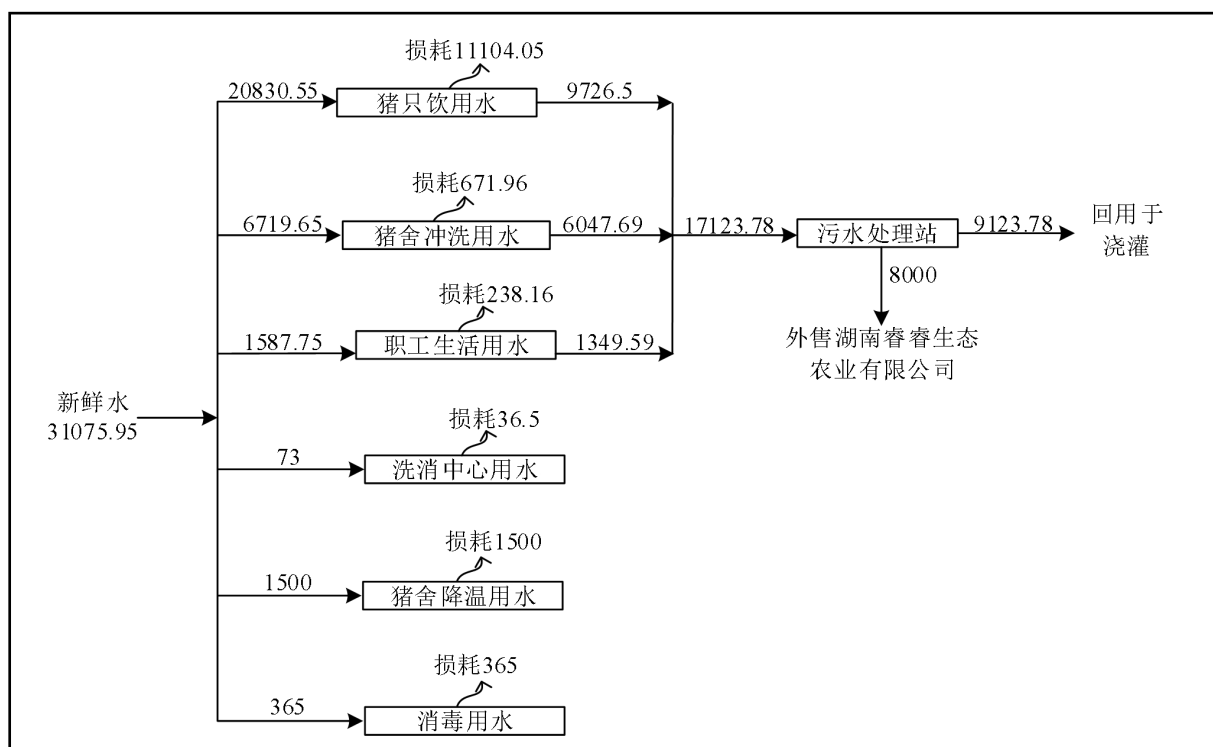 损耗11104.05
20830.55
猪只饮用水
9726.5
损耗671.96
6719.65
猪舍冲洗用水
6047.69
17123.78
污水处理站
9123.78
回用于
浇灌
8000
外售湖南睿睿生态
农业有限公司
损耗238.16
1587.75
职工生活用水
1349.59
新鲜水
31075.95
损耗36.5
73
洗消中心用水
损耗1500
1500
猪舍降温用水
损耗365
365
消毒用水